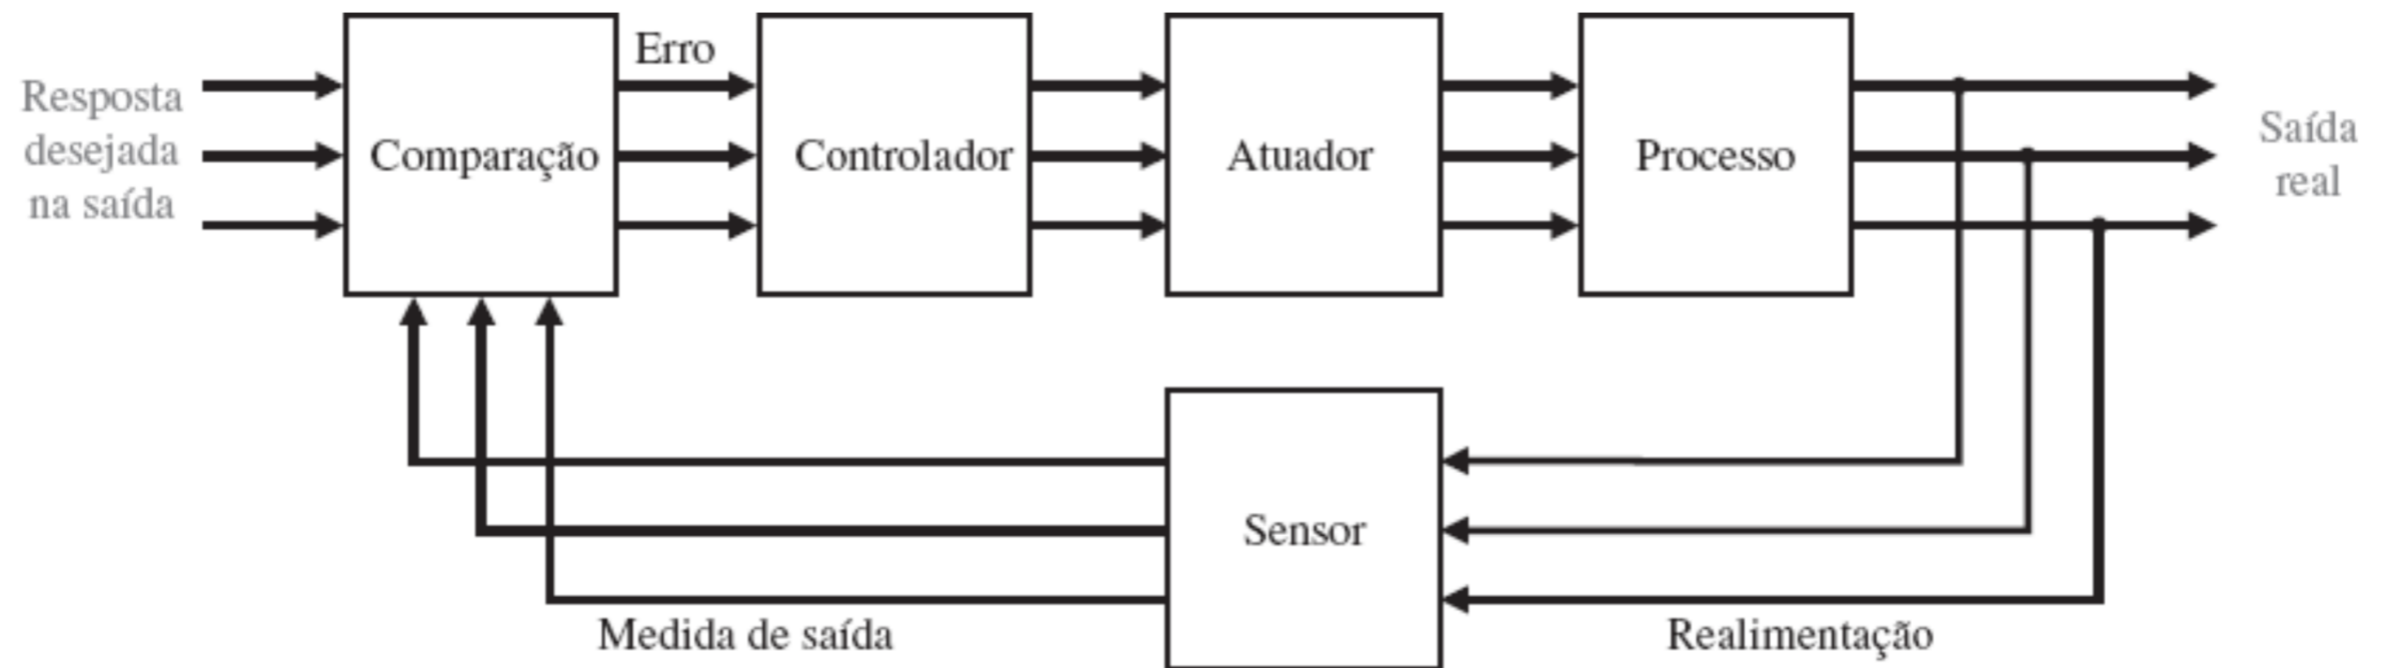 Erro
Resposta
desejada
na saída
Comparação
Controlador
Atuador
Processo
Saída
real
Sensor
Medida de saída
Realimentação